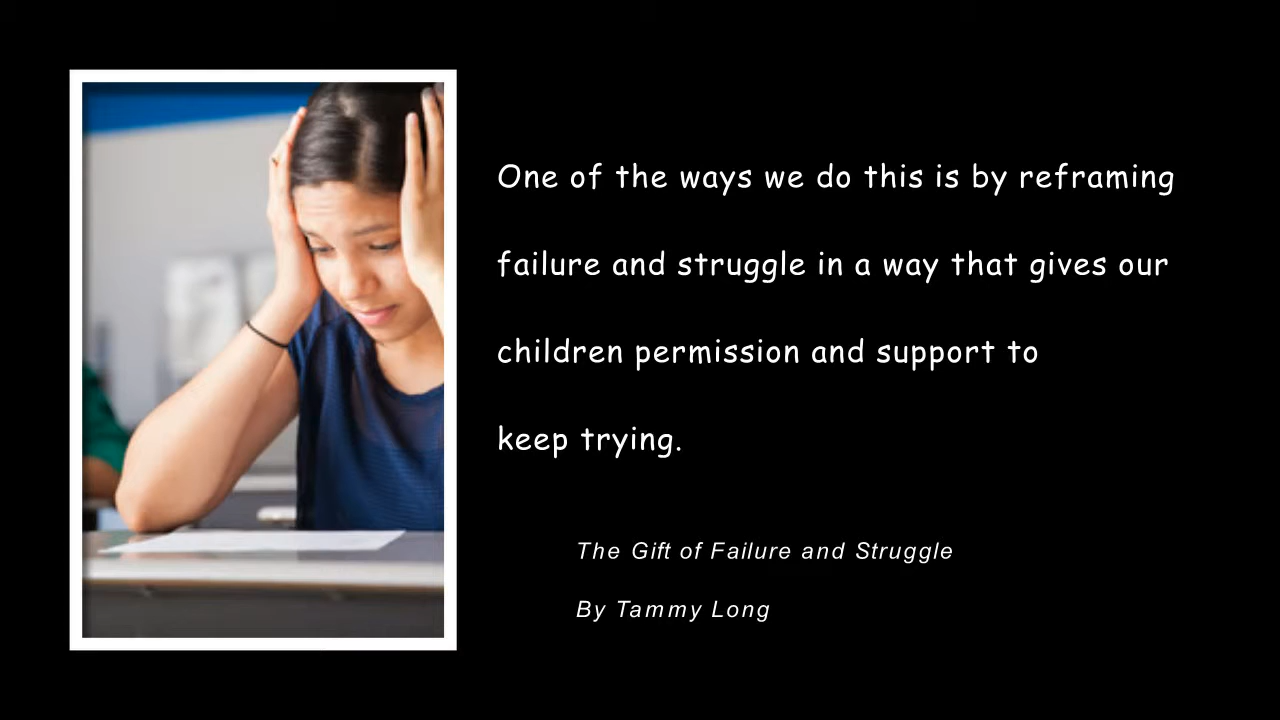 One of the ways we do this is by reframing
failure and struggle in a way that gives our
children permission and support to
keep trying.
The Gift of Failure and Struggle
By Tammy Long